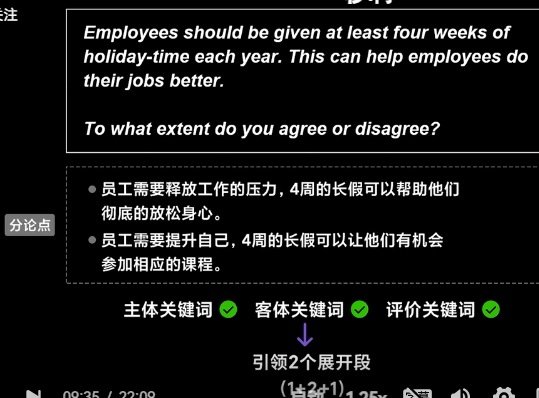 关注
Employees should be given at least four weeks of
holiday-time each year. This can help employees do
their jobs better.
To what extent do you agree or disagree?
员工需要释放工作的压力，4周的长假可以帮助他们
彻底的放松身心。
分论点
员工需要提升自己，4周的长假可以让他们有机会
参加相应的课程。
主体关键词 客体关键词 评价关键词
引领2个展开段
(1+2+1)
09:35 / 22:09
1.25x